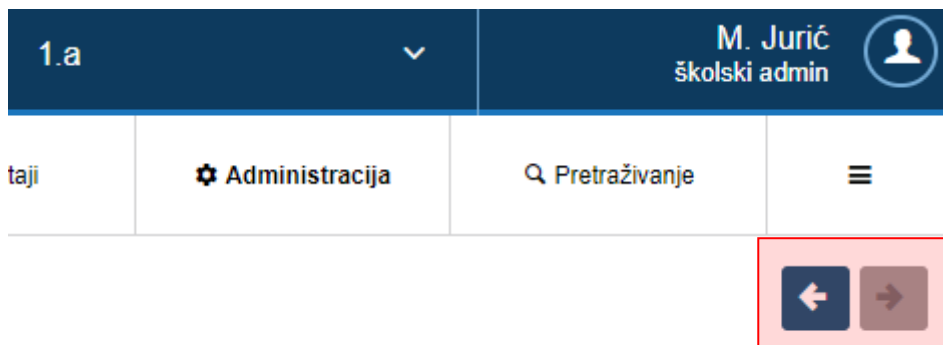 1.a
M. Jurić
školski admin
taji
Administracija
Pretraživanje